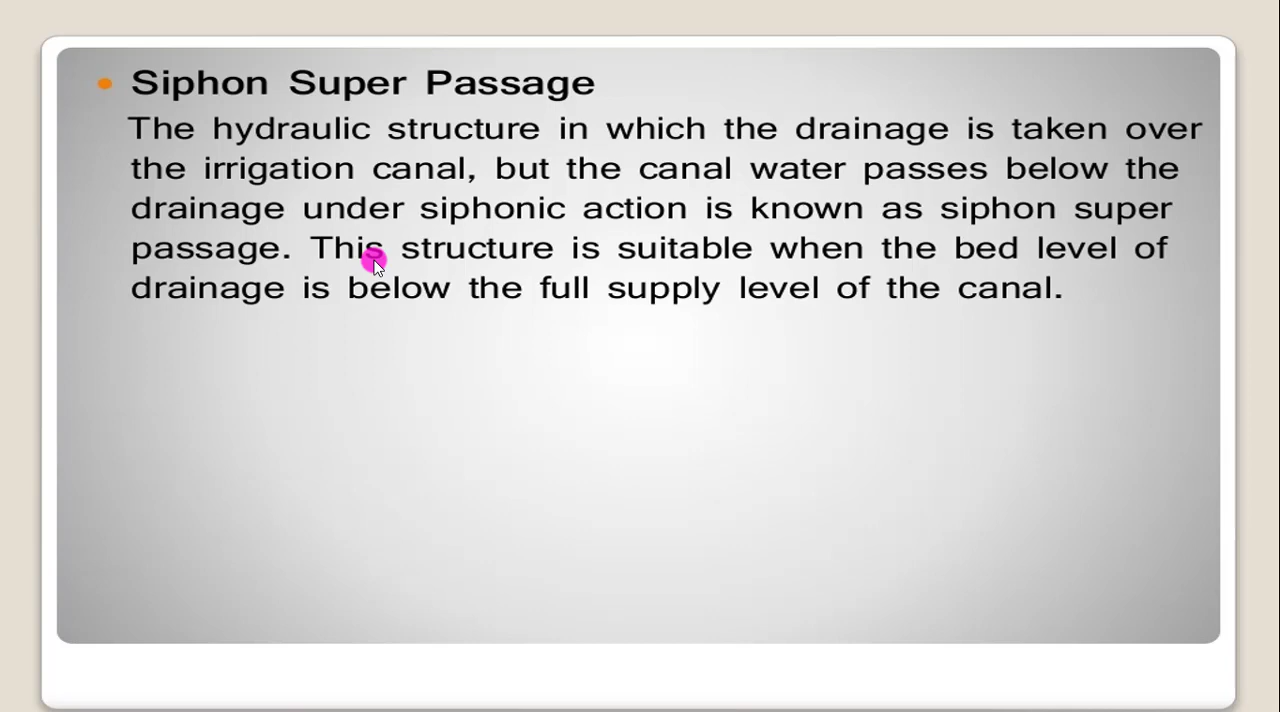 Siphon Super Passage
The hydraulic structure in which the drainage is taken over
the irrigation canal, but the canal water passes below the
drainage under siphonic action is known as siphon super
passage. This structure is suitable when the bed level of
drainage is below the full supply level of the canal.